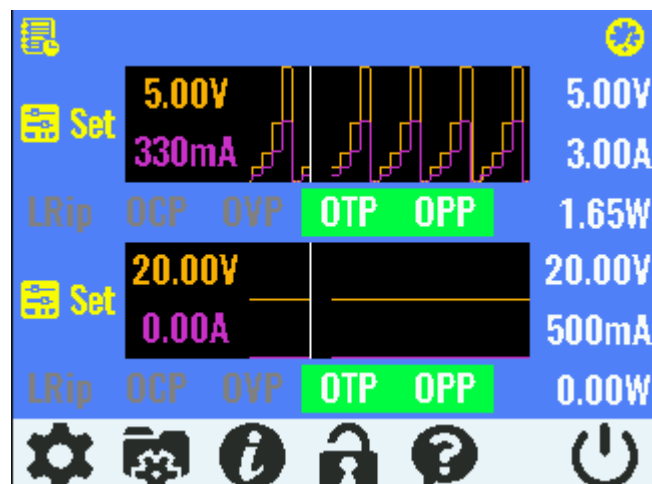 5.00V 5.00V
Set
330mA 3.00A
LRip OCP OVP OTP OPP 1.65W
20.00V 20.00V
Set
0.00A 500mA
LRip OCP OVP OTP OPP 0.00W